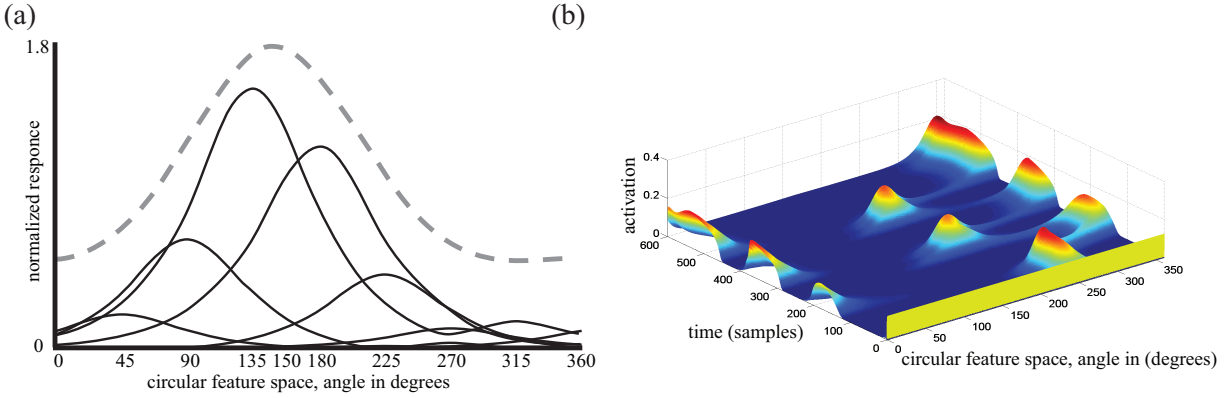 (a)
1.8
normalized responce
0
0 45 90 135 150 180 225 270 315 360
circular feature space, angle in degrees
(b)
activation
0.4
0.2
0
600
500
400
300
200
100
0
time (samples)
0
50
100
150
200
250
300
350
circular feature space, angle in (degrees)